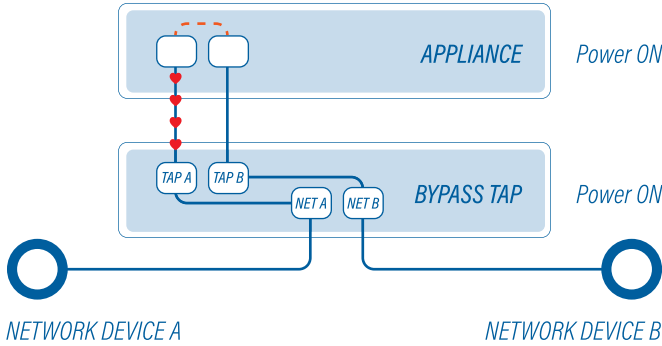 APPLIANCE
Power ON
TAP A
TAP B
BYPASS TAP
Power ON
NET A
NET B
NETWORK DEVICE A
NETWORK DEVICE B